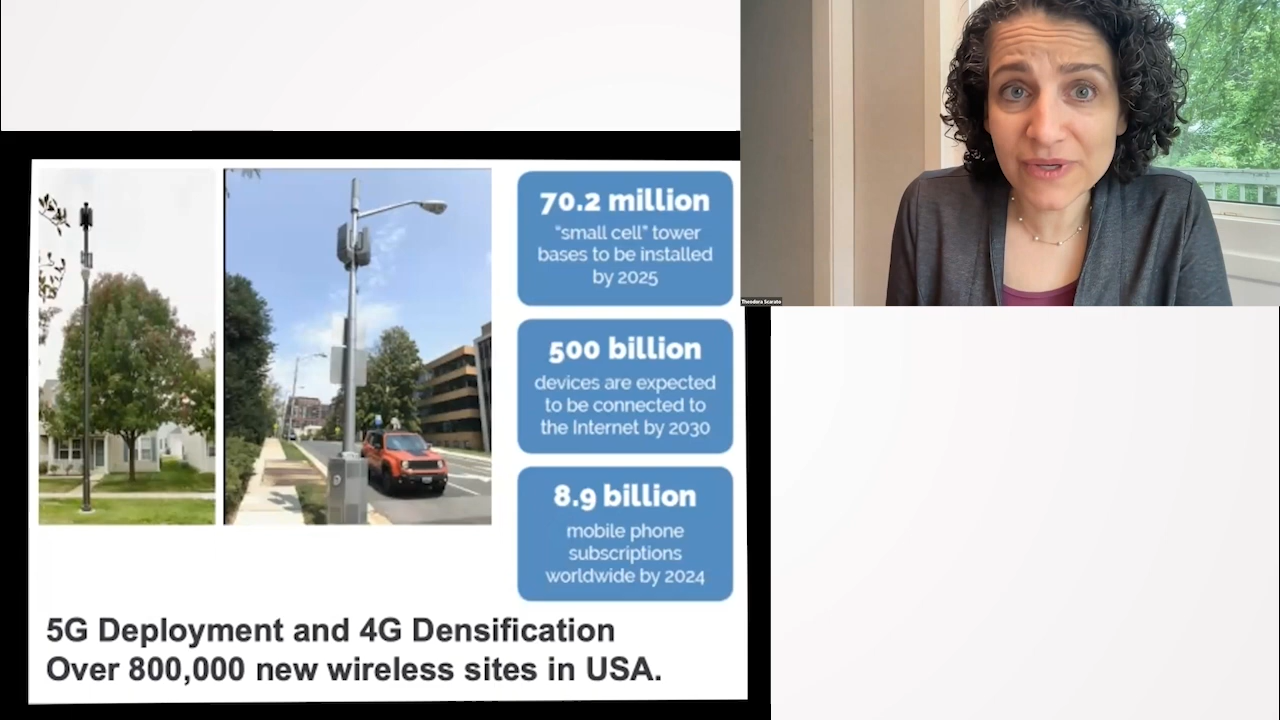 70.2 million
“small cell” tower
bases to be installed
by 2025
500 billion
devices are expected
to be connected to
the Internet by 2030
8.9 billion
mobile phone
subscriptions
worldwide by 2024
5G Deployment and 4G Densification
Over 800,000 new wireless sites in USA.
Theodora Scarato